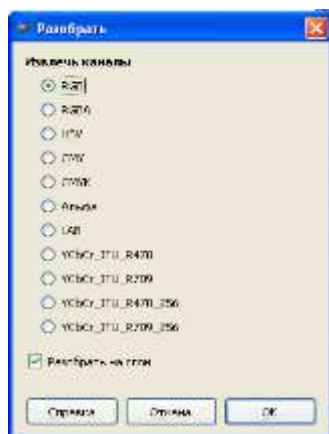 Разобрать
Извлечь каналы
RGB
RGBA
HSV
CMY
CMYK
Альфа
LAB
YCbCr_ITU_R470
YCbCr_ITU_R709
YCbCr_ITU_R470_256
YCbCr_ITU_R709_256
Разобрать на слои
Справка
Отмена
OK